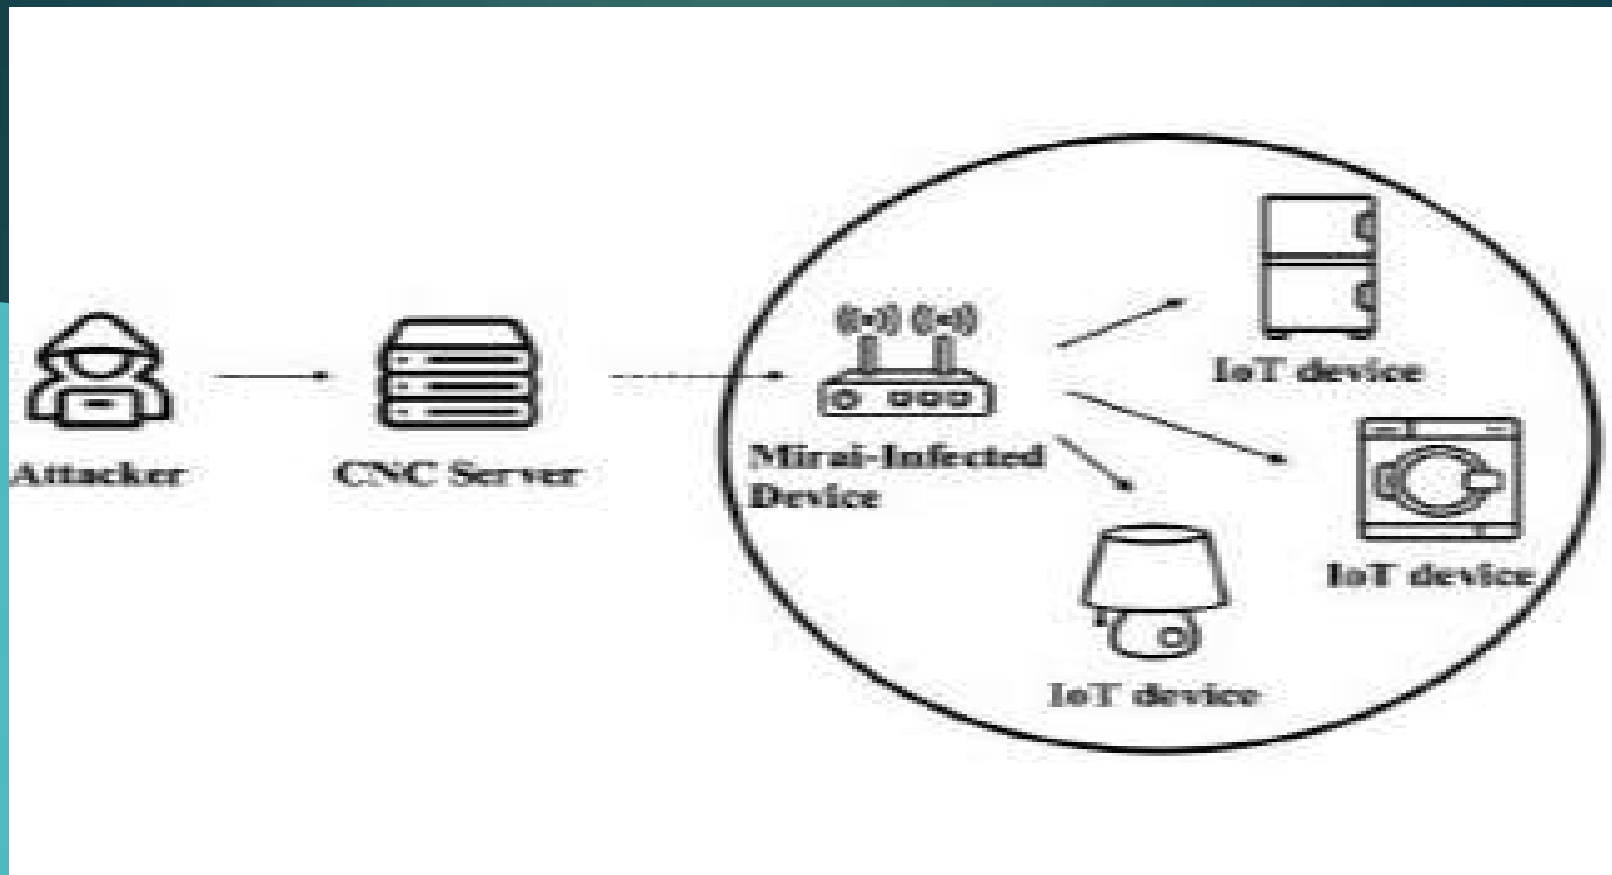 Attacker
CNC Server
Mirai-Infected
Device
IoT device
IoT device
IoT device